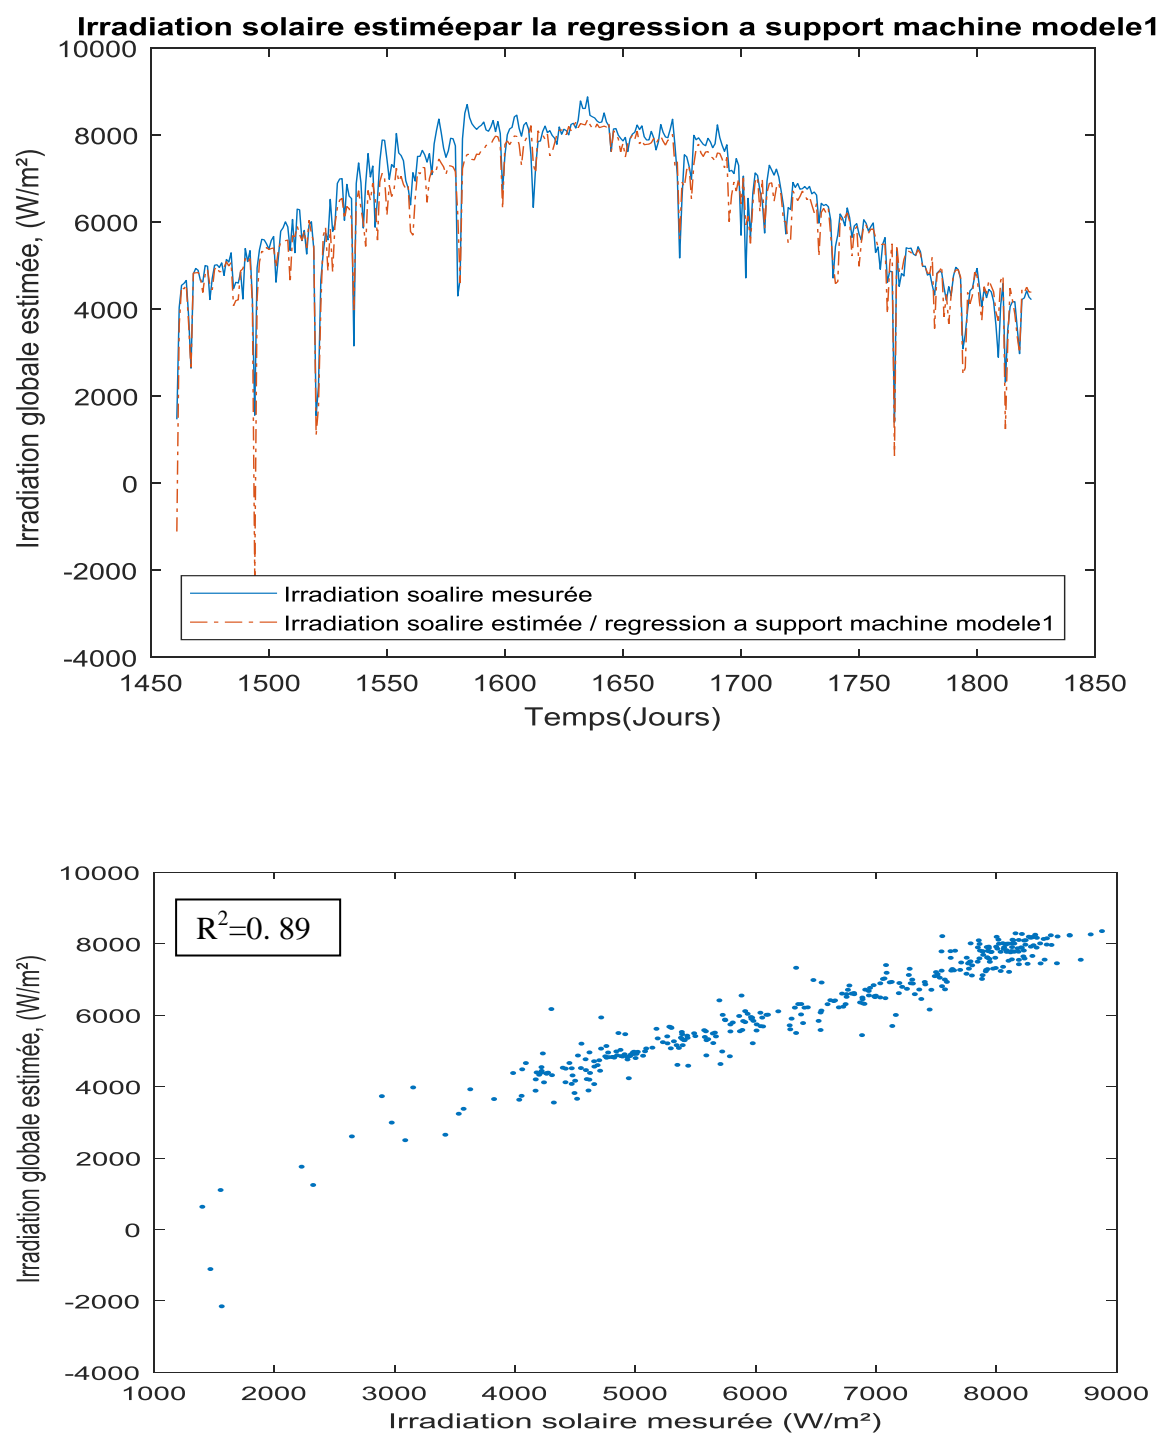 Irradiation solaire estiméepar la regression a support machine modele1
10000
8000
6000
4000
2000
0
-2000
-4000
Irradiation globale estimée, (W/m²)
Irradiation soalire mesurée
Irradiation soalire estimée / regression a support machine modele1
1450 1500 1550 1600 1650 1700 1750 1800 1850
Temps(Jours)
10000
8000
6000
4000
2000
0
-2000
-4000
Irradiation globale estimée, (W/m²)
R²=0. 89
1000 2000 3000 4000 5000 6000 7000 8000 9000
Irradiation solaire mesurée (W/m²)